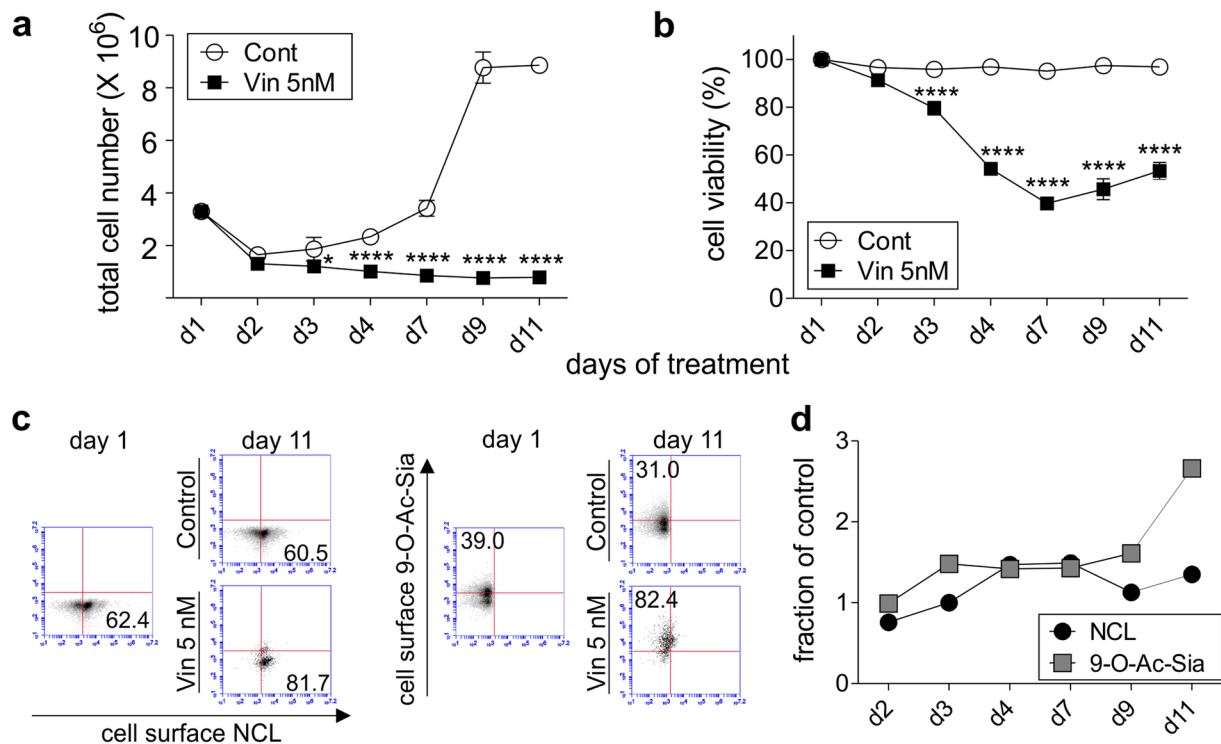 a
total cell number (X 10⁶)
10
8
6
4
2
Cont
Vin 5nM
* **** **** **** ****
d1 d2 d3 d4 d7 d9 d11
b
cell viability (%)
100
80
60
40
20
0
****
****
****
****
****
Cont
Vin 5nM
d1 d2 d3 d4 d7 d9 d11
days of treatment
c
day 1
day 11
Control
Vin 5 nM
62.4
60.5
81.7
cell surface NCL
cell surface 9-O-Ac-Sia
day 1
day 11
Control
Vin 5 nM
39.0
31.0
82.4
d
fraction of control
3
2
1
0
NCL
9-O-Ac-Sia
d2 d3 d4 d7 d9 d11